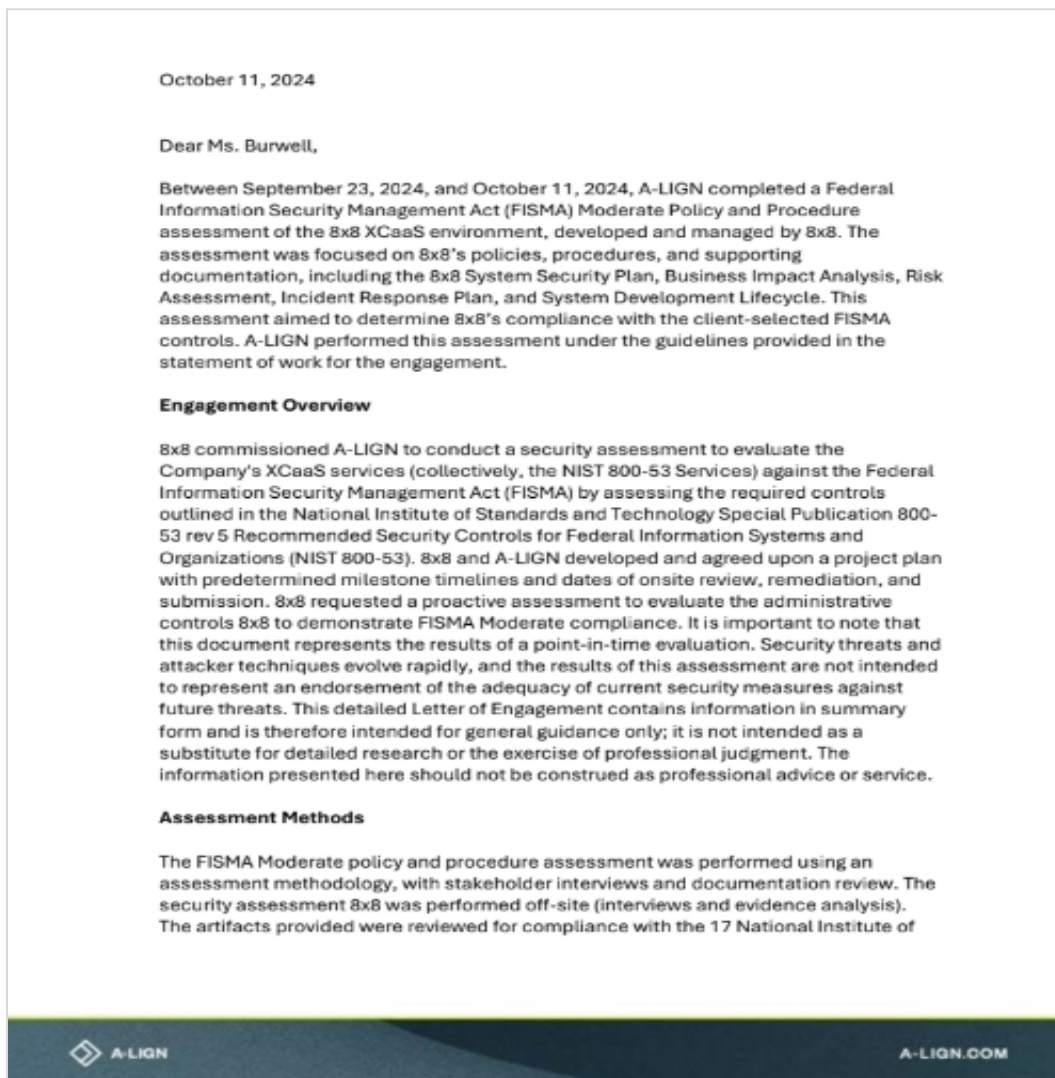 October 11, 2024
Dear Ms. Burwell,
Between September 23, 2024, and October 11, 2024, A-LIGN completed a Federal
Information Security Management Act (FISMA) Moderate Policy and Procedure
assessment of the 8x8 XCaaS environment, developed and managed by 8x8. The
assessment was focused on 8x8's policies, procedures, and supporting
documentation, including the 8x8 System Security Plan, Business Impact Analysis, Risk
Assessment, Incident Response Plan, and System Development Lifecycle. This
assessment aimed to determine 8x8's compliance with the client-selected FISMA
controls. A-LIGN performed this assessment under the guidelines provided in the
statement of work for the engagement.
Engagement Overview
8x8 commissioned A-LIGN to conduct a security assessment to evaluate the
Company's XCaaS services (collectively, the NIST 800-53 Services) against the Federal
Information Security Management Act (FISMA) by assessing the required controls
outlined in the National Institute of Standards and Technology Special Publication 800-
53 rev 5 Recommended Security Controls for Federal Information Systems and
Organizations (NIST 800-53). 8x8 and A-LIGN developed and agreed upon a project plan
with predetermined milestone timelines and dates of onsite review, remediation, and
submission. 8x8 requested a proactive assessment to evaluate the administrative
controls 8x8 to demonstrate FISMA Moderate compliance. It is important to note that
this document represents the results of a point-in-time evaluation. Security threats and
attacker techniques evolve rapidly, and the results of this assessment are not intended
to represent an endorsement of the adequacy of current security measures against
future threats. This detailed Letter of Engagement contains information in summary
form and is therefore intended for general guidance only; it is not intended as a
substitute for detailed research or the exercise of professional judgment. The
information presented here should not be construed as professional advice or service.
Assessment Methods
The FISMA Moderate policy and procedure assessment was performed using an
assessment methodology, with stakeholder interviews and documentation review. The
security assessment 8x8 was performed off-site (interviews and evidence analysis).
The artifacts provided were reviewed for compliance with the 17 National Institute of
A-LIGN
A-LIGN.COM